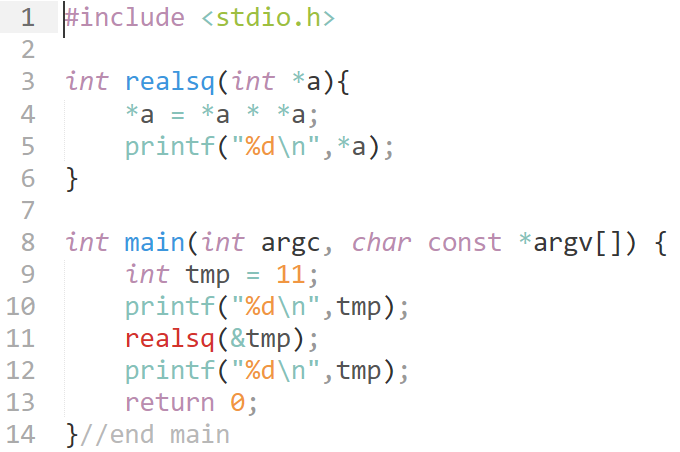 1 #include <stdio.h>
2
3 int realsq(int *a){
4     *a = *a * *a;
5     printf("%d\n",*a);
6 }
7
8 int main(int argc, char const *argv[]) {
9     int tmp = 11;
10     printf("%d\n",tmp);
11     realsq(&tmp);
12     printf("%d\n",tmp);
13     return 0;
14 }//end main